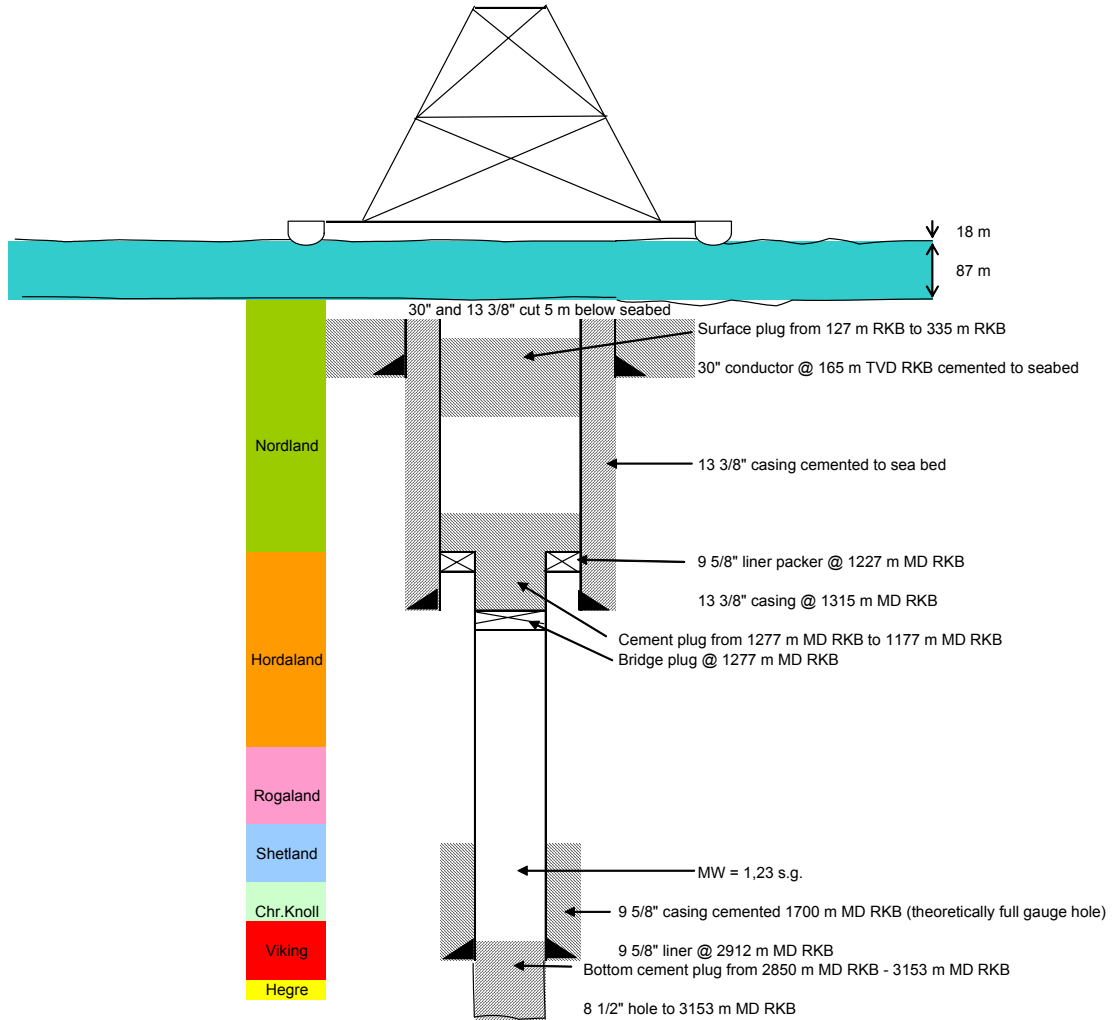 18 m
87 m
30" and 13 3/8" cut 5 m below seabed
Surface plug from 127 m RKB to 335 m RKB
30" conductor @ 165 m TVD RKB cemented to seabed
Nordland
13 3/8" casing cemented to sea bed
9 5/8" liner packer @ 1227 m MD RKB
13 3/8" casing @ 1315 m MD RKB
Cement plug from 1277 m MD RKB to 1177 m MD RKB
Bridge plug @ 1277 m MD RKB
Hordaland
Rogaland
Shetland
MW = 1,23 s.g.
Chr.Knoll
9 5/8" casing cemented 1700 m MD RKB (theoretically full gauge hole)
Viking
9 5/8" liner @ 2912 m MD RKB
Bottom cement plug from 2850 m MD RKB - 3153 m MD RKB
Hegre
8 1/2" hole to 3153 m MD RKB